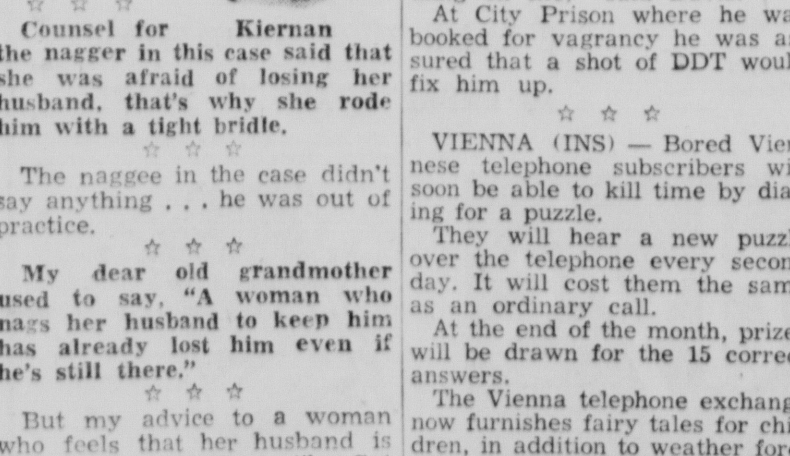 Counsel for Kiernan
the nagger in this case said that
she was afraid of losing her
husband, that's why she rode
him with a tight bridle.
☆ ☆ ☆
The naggee in the case didn't
say anything . . . he was out of
practice.
☆ ☆ ☆
My dear old grandmother
used to say, "A woman who
nags her husband to keep him
has already lost him even if
he's still there."
☆ ☆ ☆
But my advice to a woman
who feels that her husband is
At City Prison where he
booked for vagrancy he was
sured that a shot of DDT
fix him up.
☆ ☆ ☆
VIENNA (INS) — Bored Vien
nese telephone subscribers
soon be able to kill time by
ing for a puzzle.
They will hear a new
over the telephone every
day. It will cost them the
as an ordinary call.
At the end of the month,
will be drawn for the 15
answers.
The Vienna telephone
now furnishes fairy tales for
dren, in addition to weather